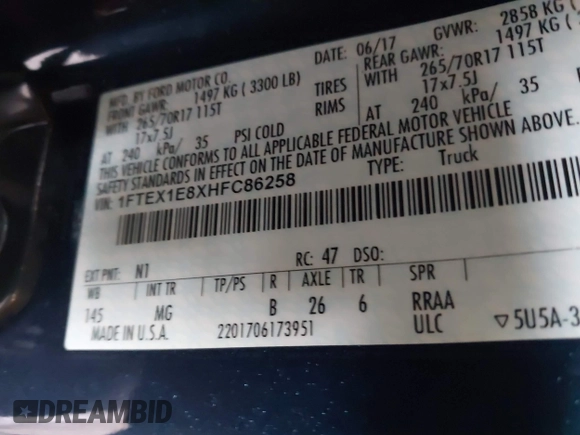 MFD. BY FORD MOTOR CO.
DATE: 06/17 GVWR: 2858 KG (
FRONT GAWR: 1497 KG ( 3300 LB) REAR GAWR: 1497 KG (
WITH 265/70R17 115T TIRES WITH 265/70R17 115T
17x7.5J RIMS 17x7.5J
AT 240 kPa/ 35 PSI COLD AT 240 kPa/ 35
THIS VEHICLE CONFORMS TO ALL APPLICABLE FEDERAL MOTOR VEHICLE
SAFETY STANDARDS IN EFFECT ON THE DATE OF MANUFACTURE SHOWN ABOVE.
VIN: 1FTEX1E8XHFC86258 TYPE: Truck
EXT PNT: N1 RC: 47 DSO:
WB INT TR TP/PS R AXLE TR SPR
145 MG B 26 6 RRAA
MADE IN U.S.A. 2201706173951 ULC ▽5U5A-3
DREAMBID